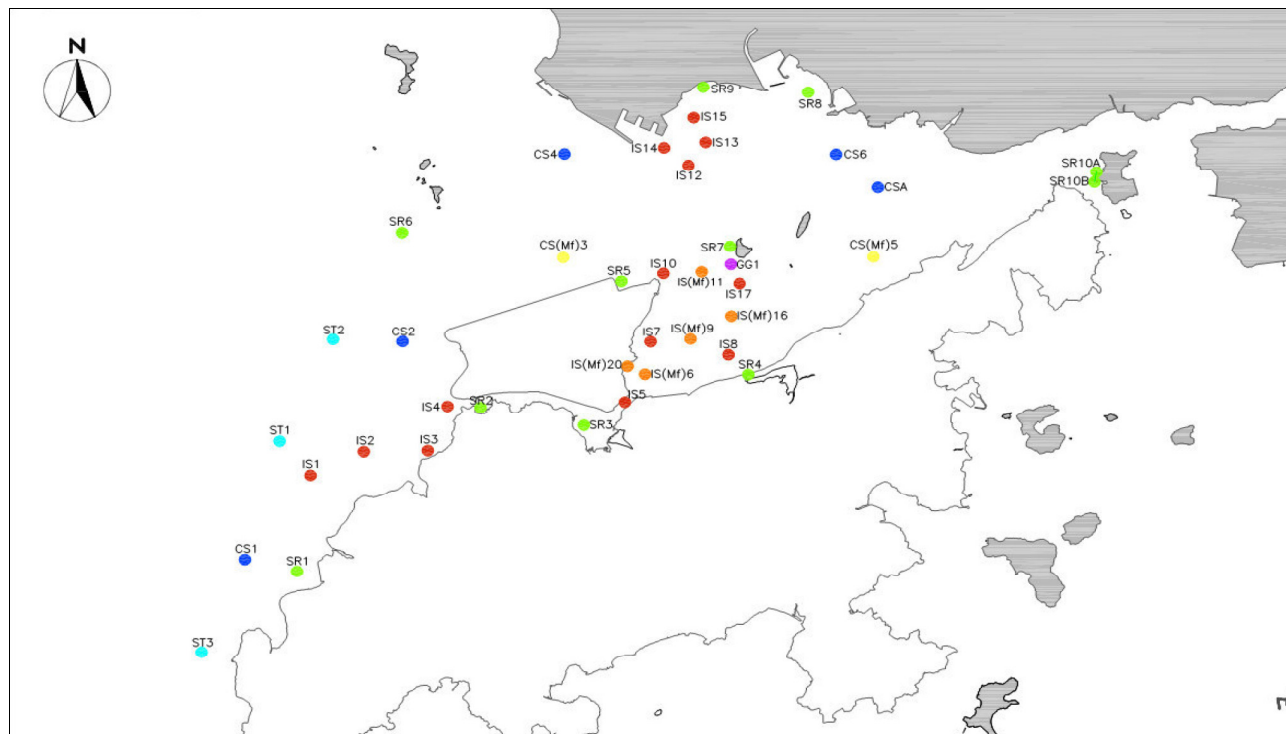 N
SR9
SR8
IS15
IS13
IS14
IS12
CS4
CS6
CSA
SR10A
SR10B
SR6
CS(Mf)3
SR7
CS(Mf)5
GG1
IS10
SR5
IS(Mf)11
IS17
IS(Mf)16
ST2
CS2
IS7
IS(Mf)9
IS8
IS(Mf)20
IS(Mf)6
SR4
IS5
IS4
SR2
SR3
ST1
IS2
IS3
IS1
CS1
SR1
ST3